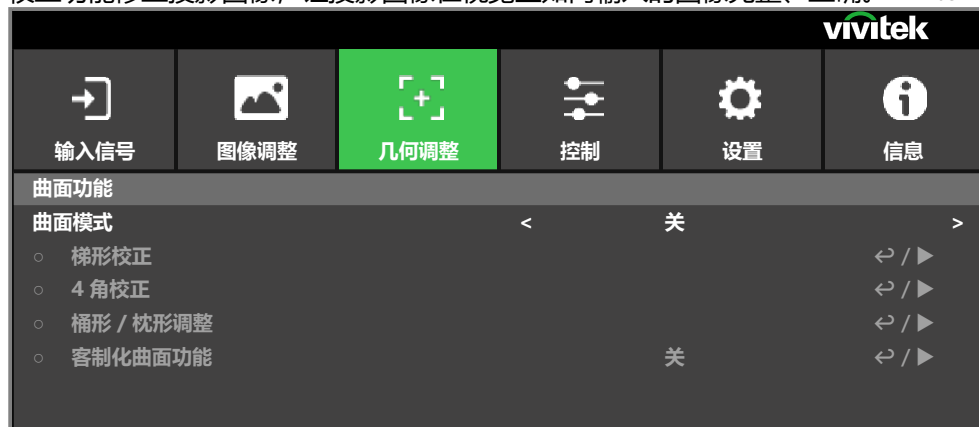 vivitek
输入信号 图像调整 几何调整 控制 设置 信息
曲面功能
曲面模式 < 关 >
○ 梯形校正 ↩ / ▶
○ 4 角校正 ↩ / ▶
○ 桶形 / 枕形调整 ↩ / ▶
○ 客制化曲面功能 关 ↩ / ▶